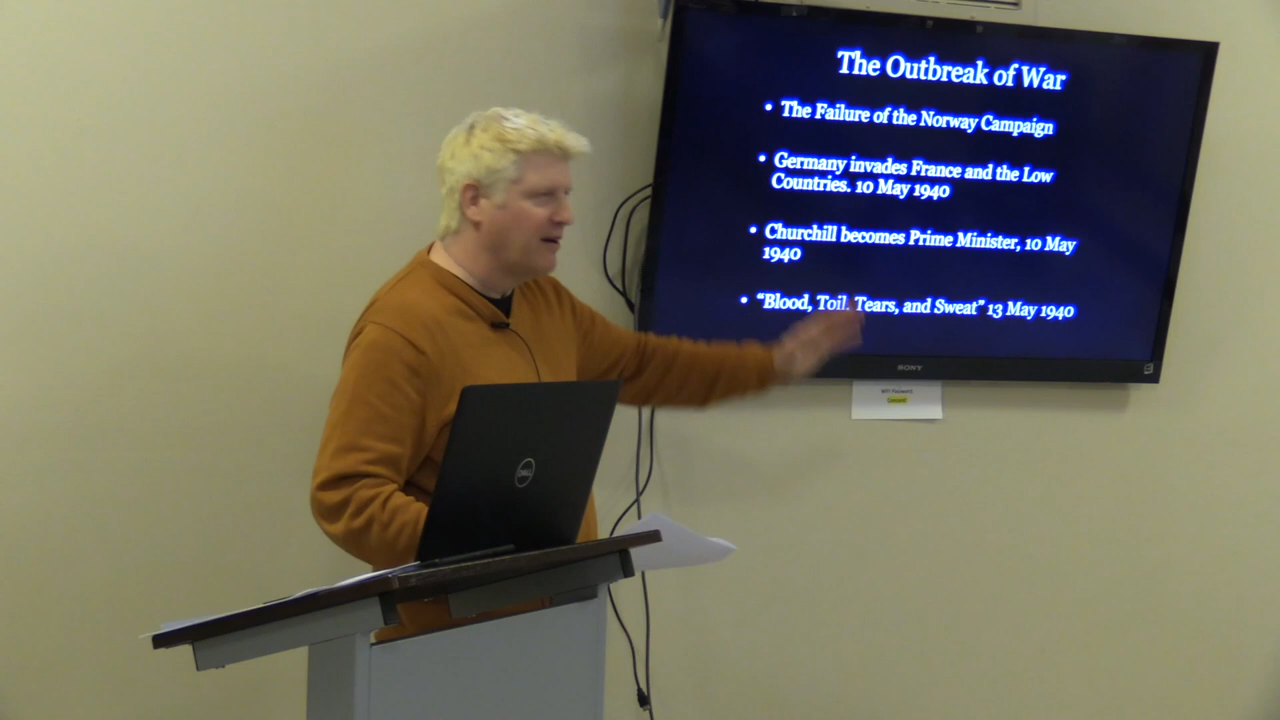 The Outbreak of War
• The Failure of the Norway Campaign
• Germany invades France and the Low
Countries. 10 May 1940
• Churchill becomes Prime Minister, 10 May
1940
• “Blood, Toil, Tears, and Sweat” 13 May 1940
SONY
DELL